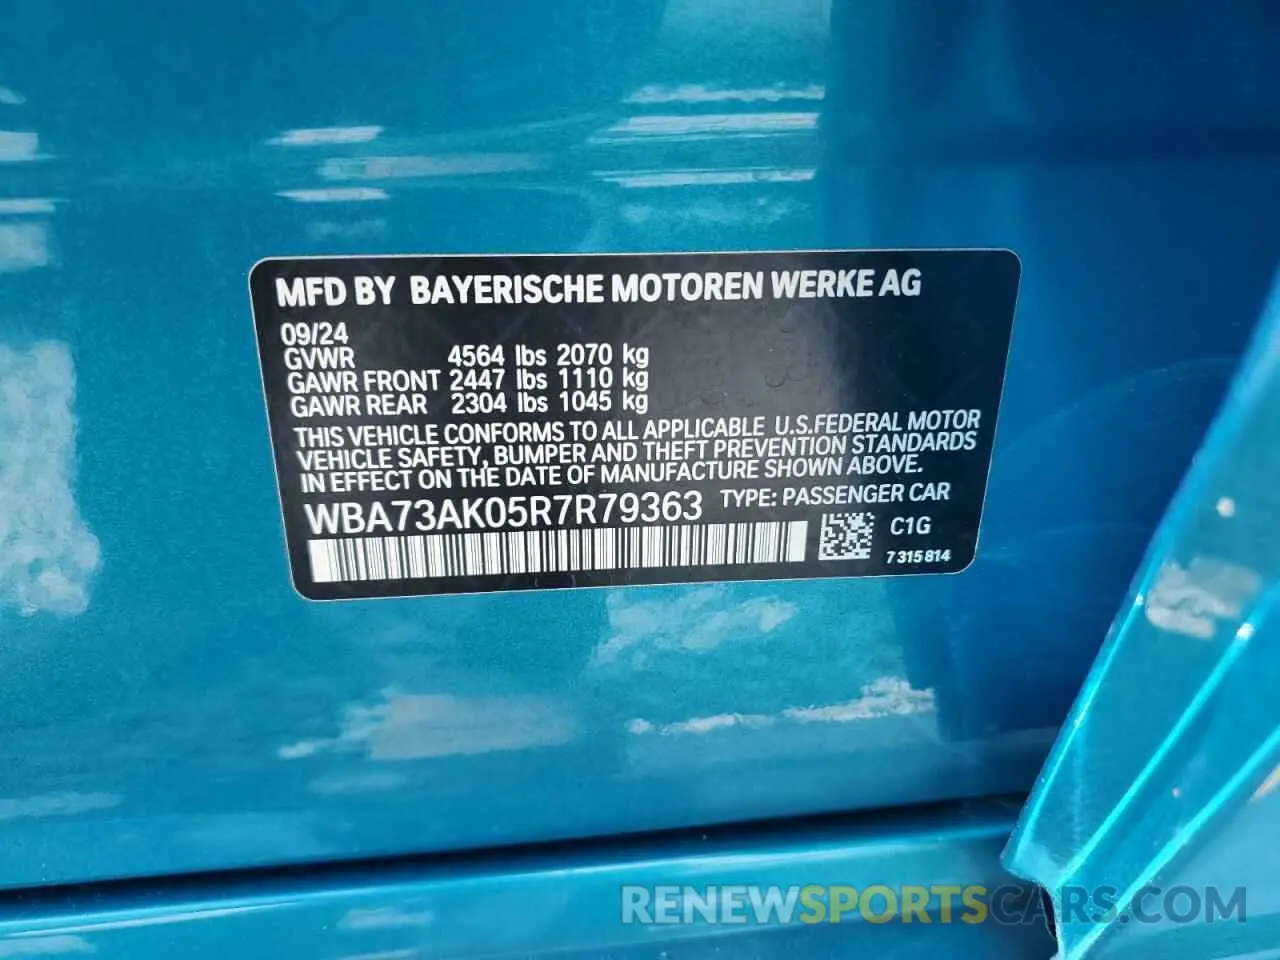 MFD BY BAYERISCHE MOTOREN WERKE AG
09/24
GVWR 4564 lbs 2070 kg
GAWR FRONT 2447 lbs 1110 kg
GAWR REAR 2304 lbs 1045 kg
THIS VEHICLE CONFORMS TO ALL APPLICABLE U.S.FEDERAL MOTOR
VEHICLE SAFETY, BUMPER AND THEFT PREVENTION STANDARDS
IN EFFECT ON THE DATE OF MANUFACTURE SHOWN ABOVE.
WBA73AK05R7R79363 TYPE: PASSENGER CAR
C1G
7 315 814
RENEWSPORTSCARS.COM